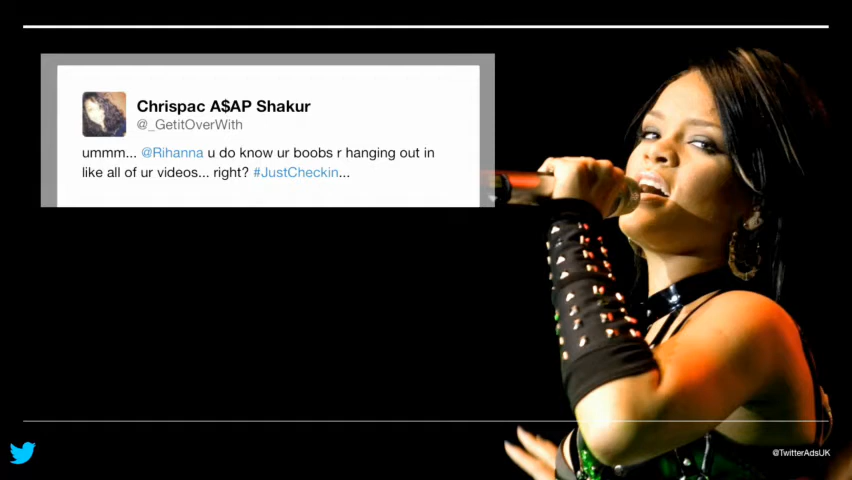 Chrispac A$AP Shakur
@_GetitOverWith
ummm... @Rihanna u do know ur boobs r hanging out in
like all of ur videos... right? #JustCheckin...
@TwitterAdsUK